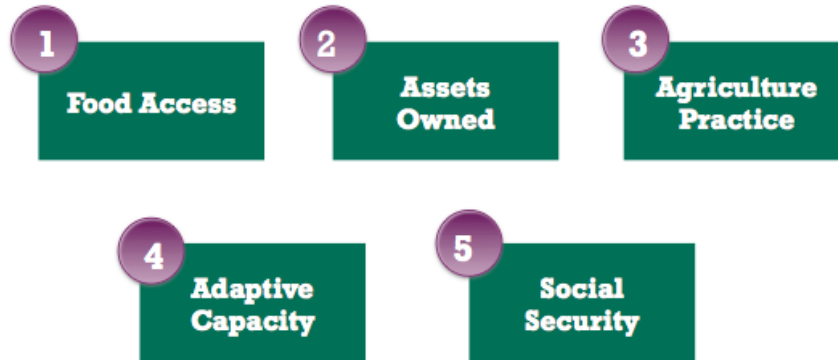 1
Food Access
2
Assets
Owned
3
Agriculture
Practice
4
Adaptive
Capacity
5
Social
Security